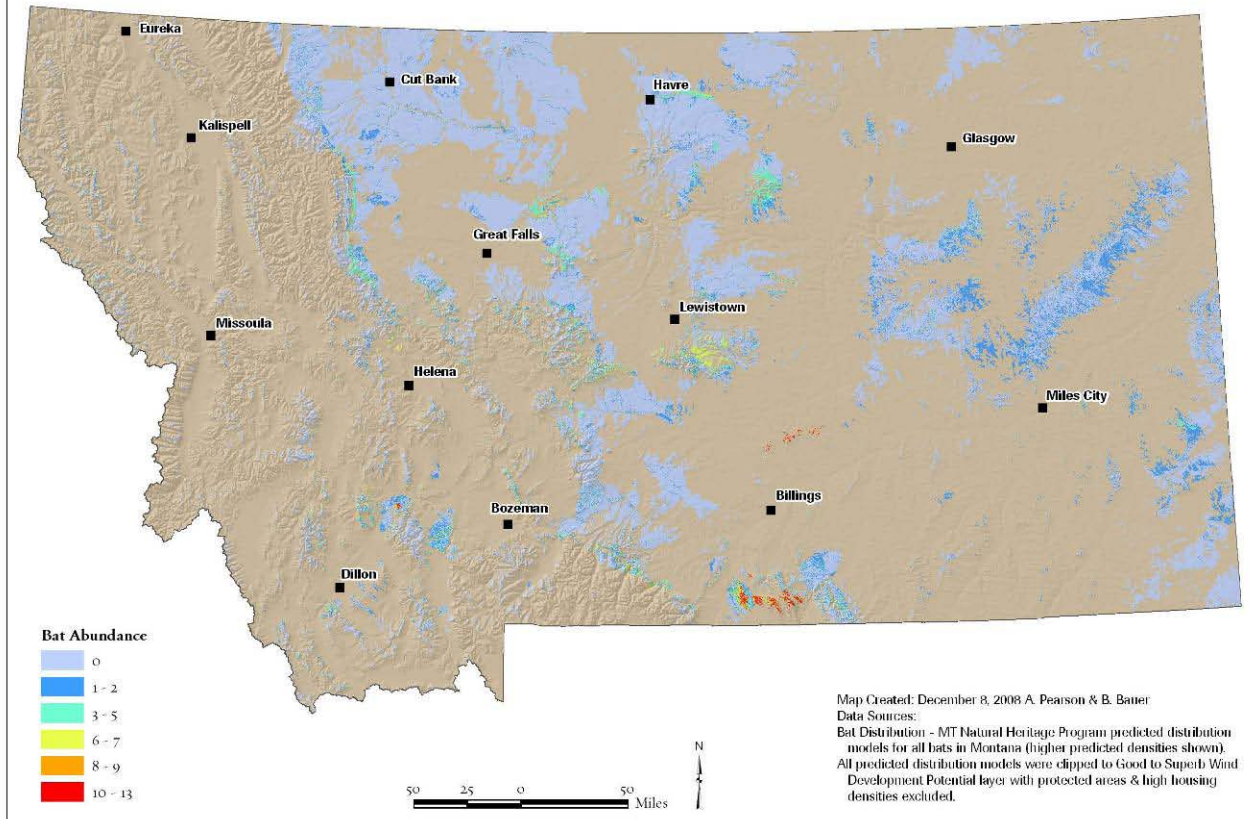 Eureka
Cut Bank
Havre
Kalispell
Glasgow
Great Falls
Lewistown
Missoula
Helena
Miles City
Billings
Bozeman
Dillon
Bat Abundance
0
1 - 2
3 - 5
6 - 7
8 - 9
10 - 13
50 25 0 50 Miles
N
Map Created: December 8, 2008 A. Pearson & B. Bauer
Data Sources:
Bat Distribution - MT Natural Heritage Program predicted distribution
models for all bats in Montana (higher predicted densities shown).
All predicted distribution models were clipped to Good to Superb Wind
Development Potential layer with protected areas & high housing
densities excluded.